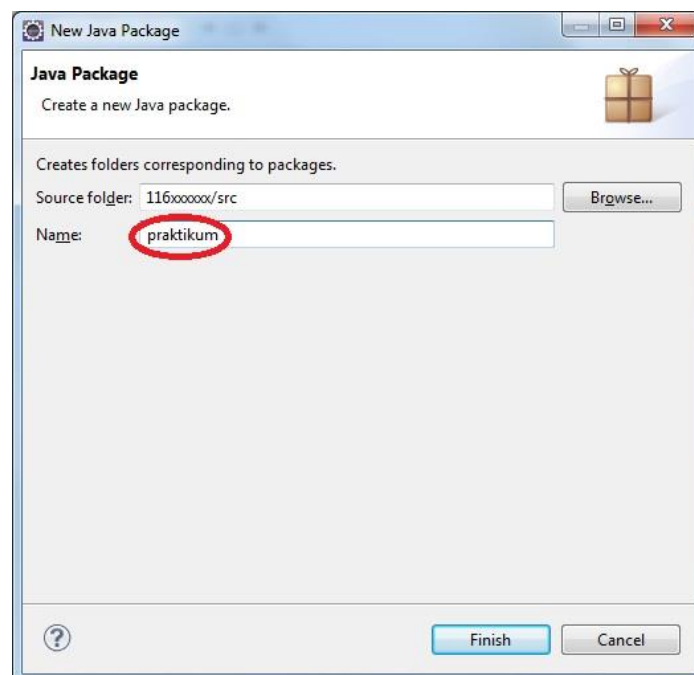 New Java Package
Java Package
Create a new Java package.
Creates folders corresponding to packages.
Source folder: 116xxxxxx/src Browse...
Name: praktikum
?
Finish Cancel